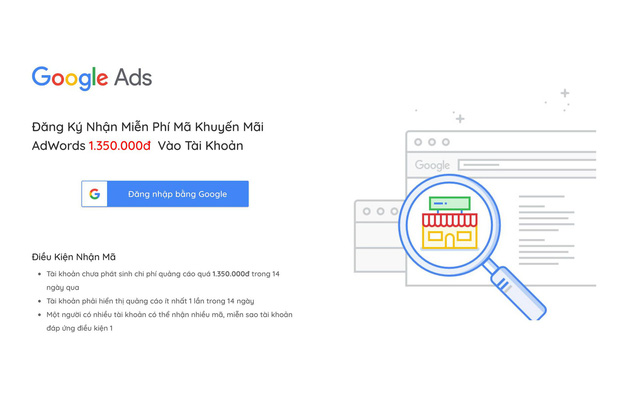 Google Ads
Đăng Ký Nhận Miễn Phí Mã Khuyến Mãi
AdWords 1.350.000đ Vào Tài Khoản
G Đăng nhập bằng Google
Điều Kiện Nhận Mã
• Tài khoản chưa phát sinh chi phí quảng cáo quá 1.350.000đ trong 14
ngày qua
• Tài khoản phải hiển thị quảng cáo ít nhất 1 lần trong 14 ngày
• Một người có nhiều tài khoản có thể nhận nhiều mã, miễn sao tài khoản
đáp ứng điều kiện 1
Google